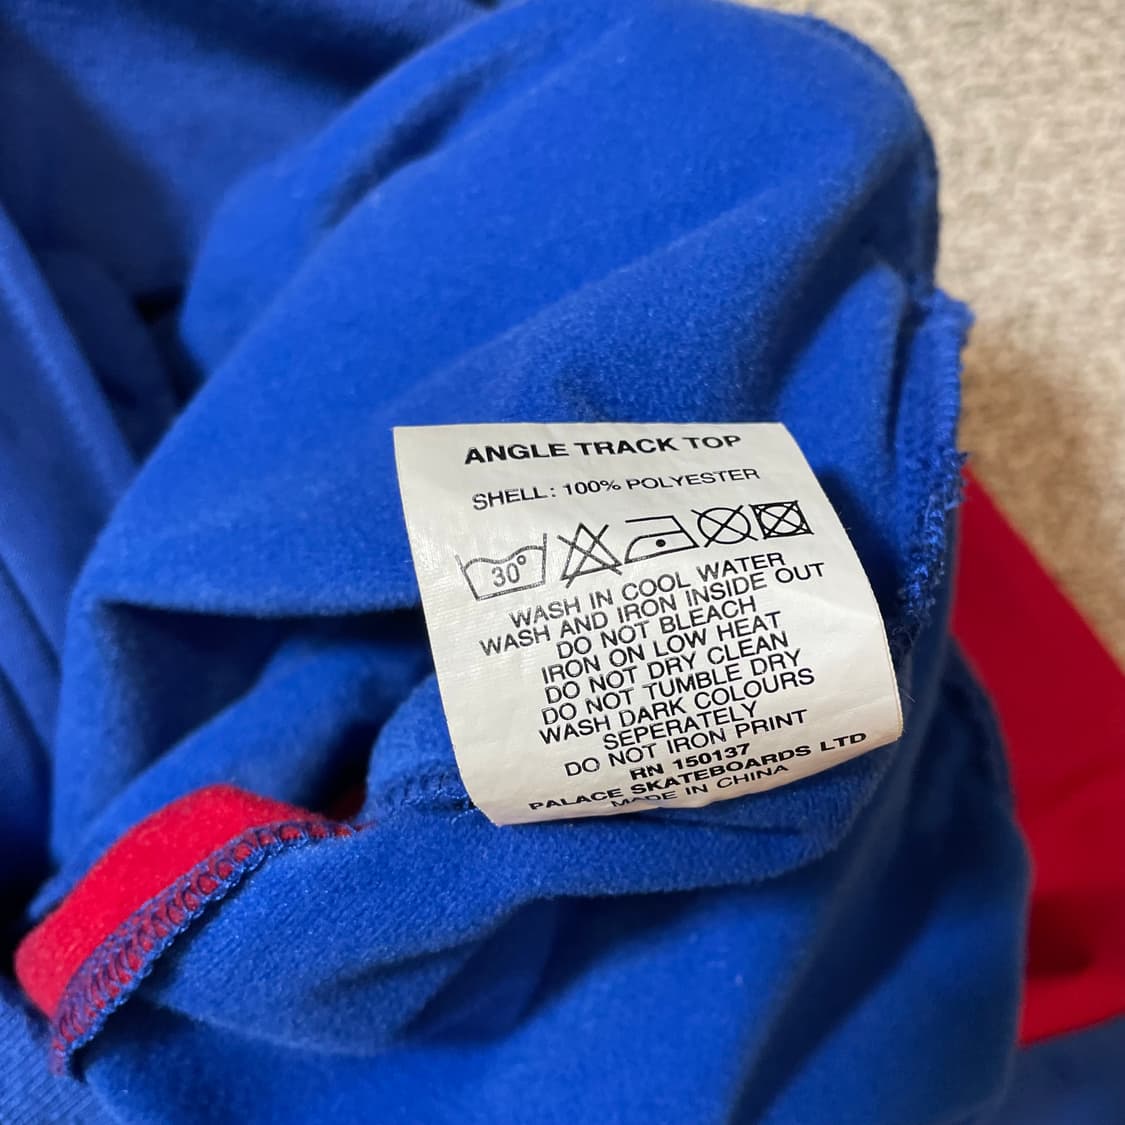 ANGLE TRACK TOP
SHELL: 100% POLYESTER
30°
WASH IN COOL WATER
WASH AND IRON INSIDE OUT
DO NOT BLEACH
IRON ON LOW HEAT
DO NOT DRY CLEAN
DO NOT TUMBLE DRY
WASH DARK COLOURS
SEPERATELY
DO NOT IRON PRINT
RN 150137
PALACE SKATEBOARDS LTD
MADE IN CHINA